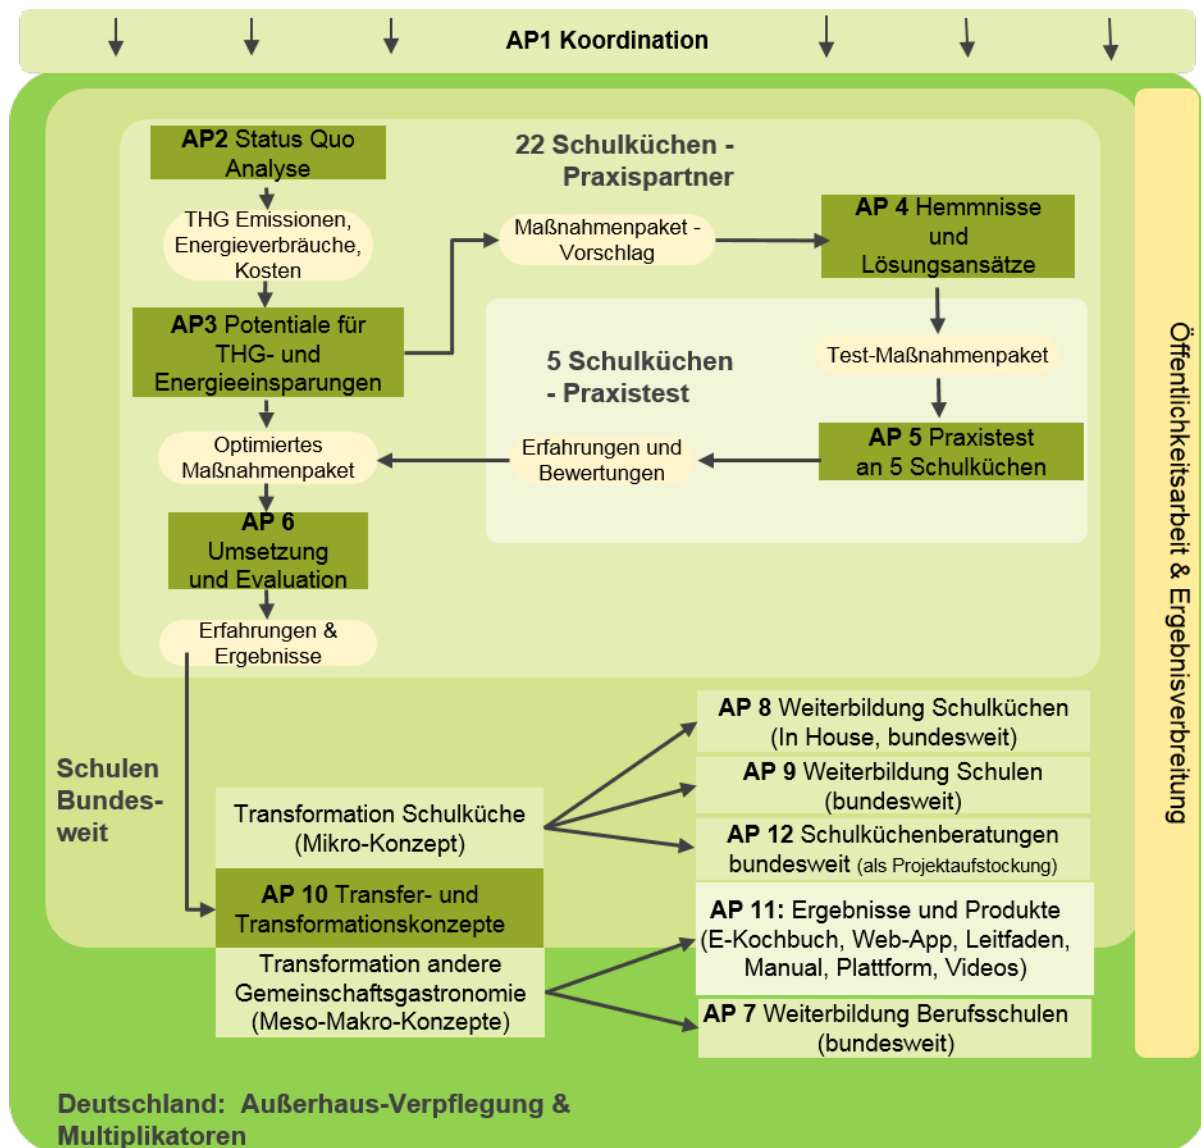 AP1 Koordination
AP2 Status Quo
Analyse
22 Schulküchen -
Praxispartner
THG Emissionen,
Energieverbräuche,
Kosten
Maßnahmenpaket -
Vorschlag
AP 4 Hemmnisse
und
Lösungsansätze
AP3 Potentiale für
THG- und
Energieeinsparungen
5 Schulküchen
- Praxistest
Test-Maßnahmenpaket
Optimiertes
Maßnahmenpaket
Erfahrungen und
Bewertungen
AP 5 Praxistest
an 5 Schulküchen
AP 6
Umsetzung
und Evaluation
Erfahrungen &
Ergebnisse
Öffentlichkeitsarbeit & Ergebnisverbreitung
Schulen
Bundes-
weit
Transformation Schulküche
(Mikro-Konzept)
AP 10 Transfer- und
Transformationskonzepte
Transformation andere
Gemeinschaftsgastronomie
(Meso-Makro-Konzepte)
AP 8 Weiterbildung Schulküchen
(In House, bundesweit)
AP 9 Weiterbildung Schulen
(bundesweit)
AP 12 Schulküchenberatungen
bundesweit (als Projektaufstockung)
AP 11: Ergebnisse und Produkte
(E-Kochbuch, Web-App, Leitfaden,
Manual, Plattform, Videos)
AP 7 Weiterbildung Berufsschulen
(bundesweit)
Deutschland: Außerhaus-Verpflegung &
Multiplikatoren